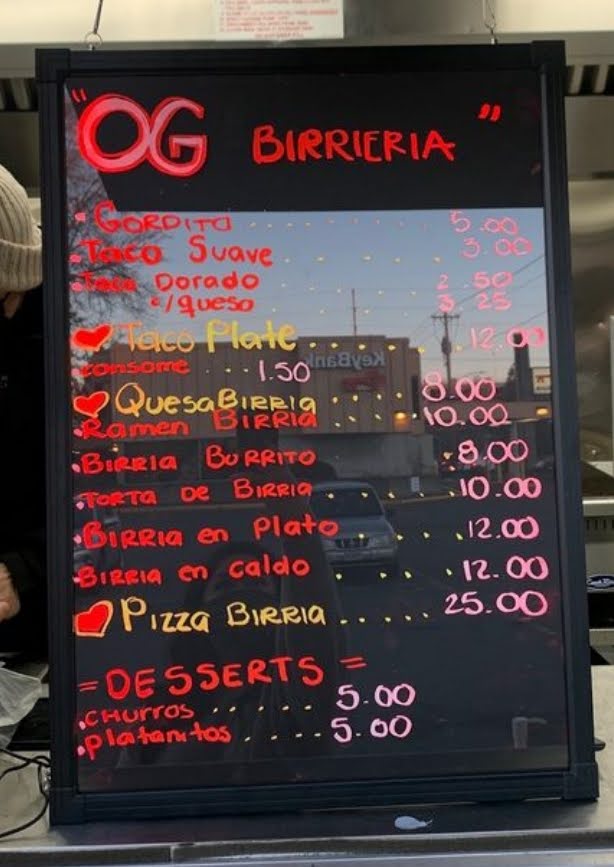 "OG BIRRIERIA"
• GORDITA . . . . . . . . 5.00
• Taco Suave . . . . . . 3.00
• Taco Dorado . . . . . 2.50
c/queso 3.25
Taco Plate . . . . . . 12.00
• consome . . . . 1.50
QuesaBirria . . . . 8.00
• Ramen Birria . . . . 10.00
• Birria Burrito . . . . 8.00
• Torta de Birria . . . . . 10.00
• Birria en Plato . . . . 12.00
• Birria en caldo . . . . 12.00
Pizza Birria . . . . . 25.00
= DESSERTS =
• CHURROS . . . . . . 5.00
• platanitos . . . . . 5.00
KeyBank